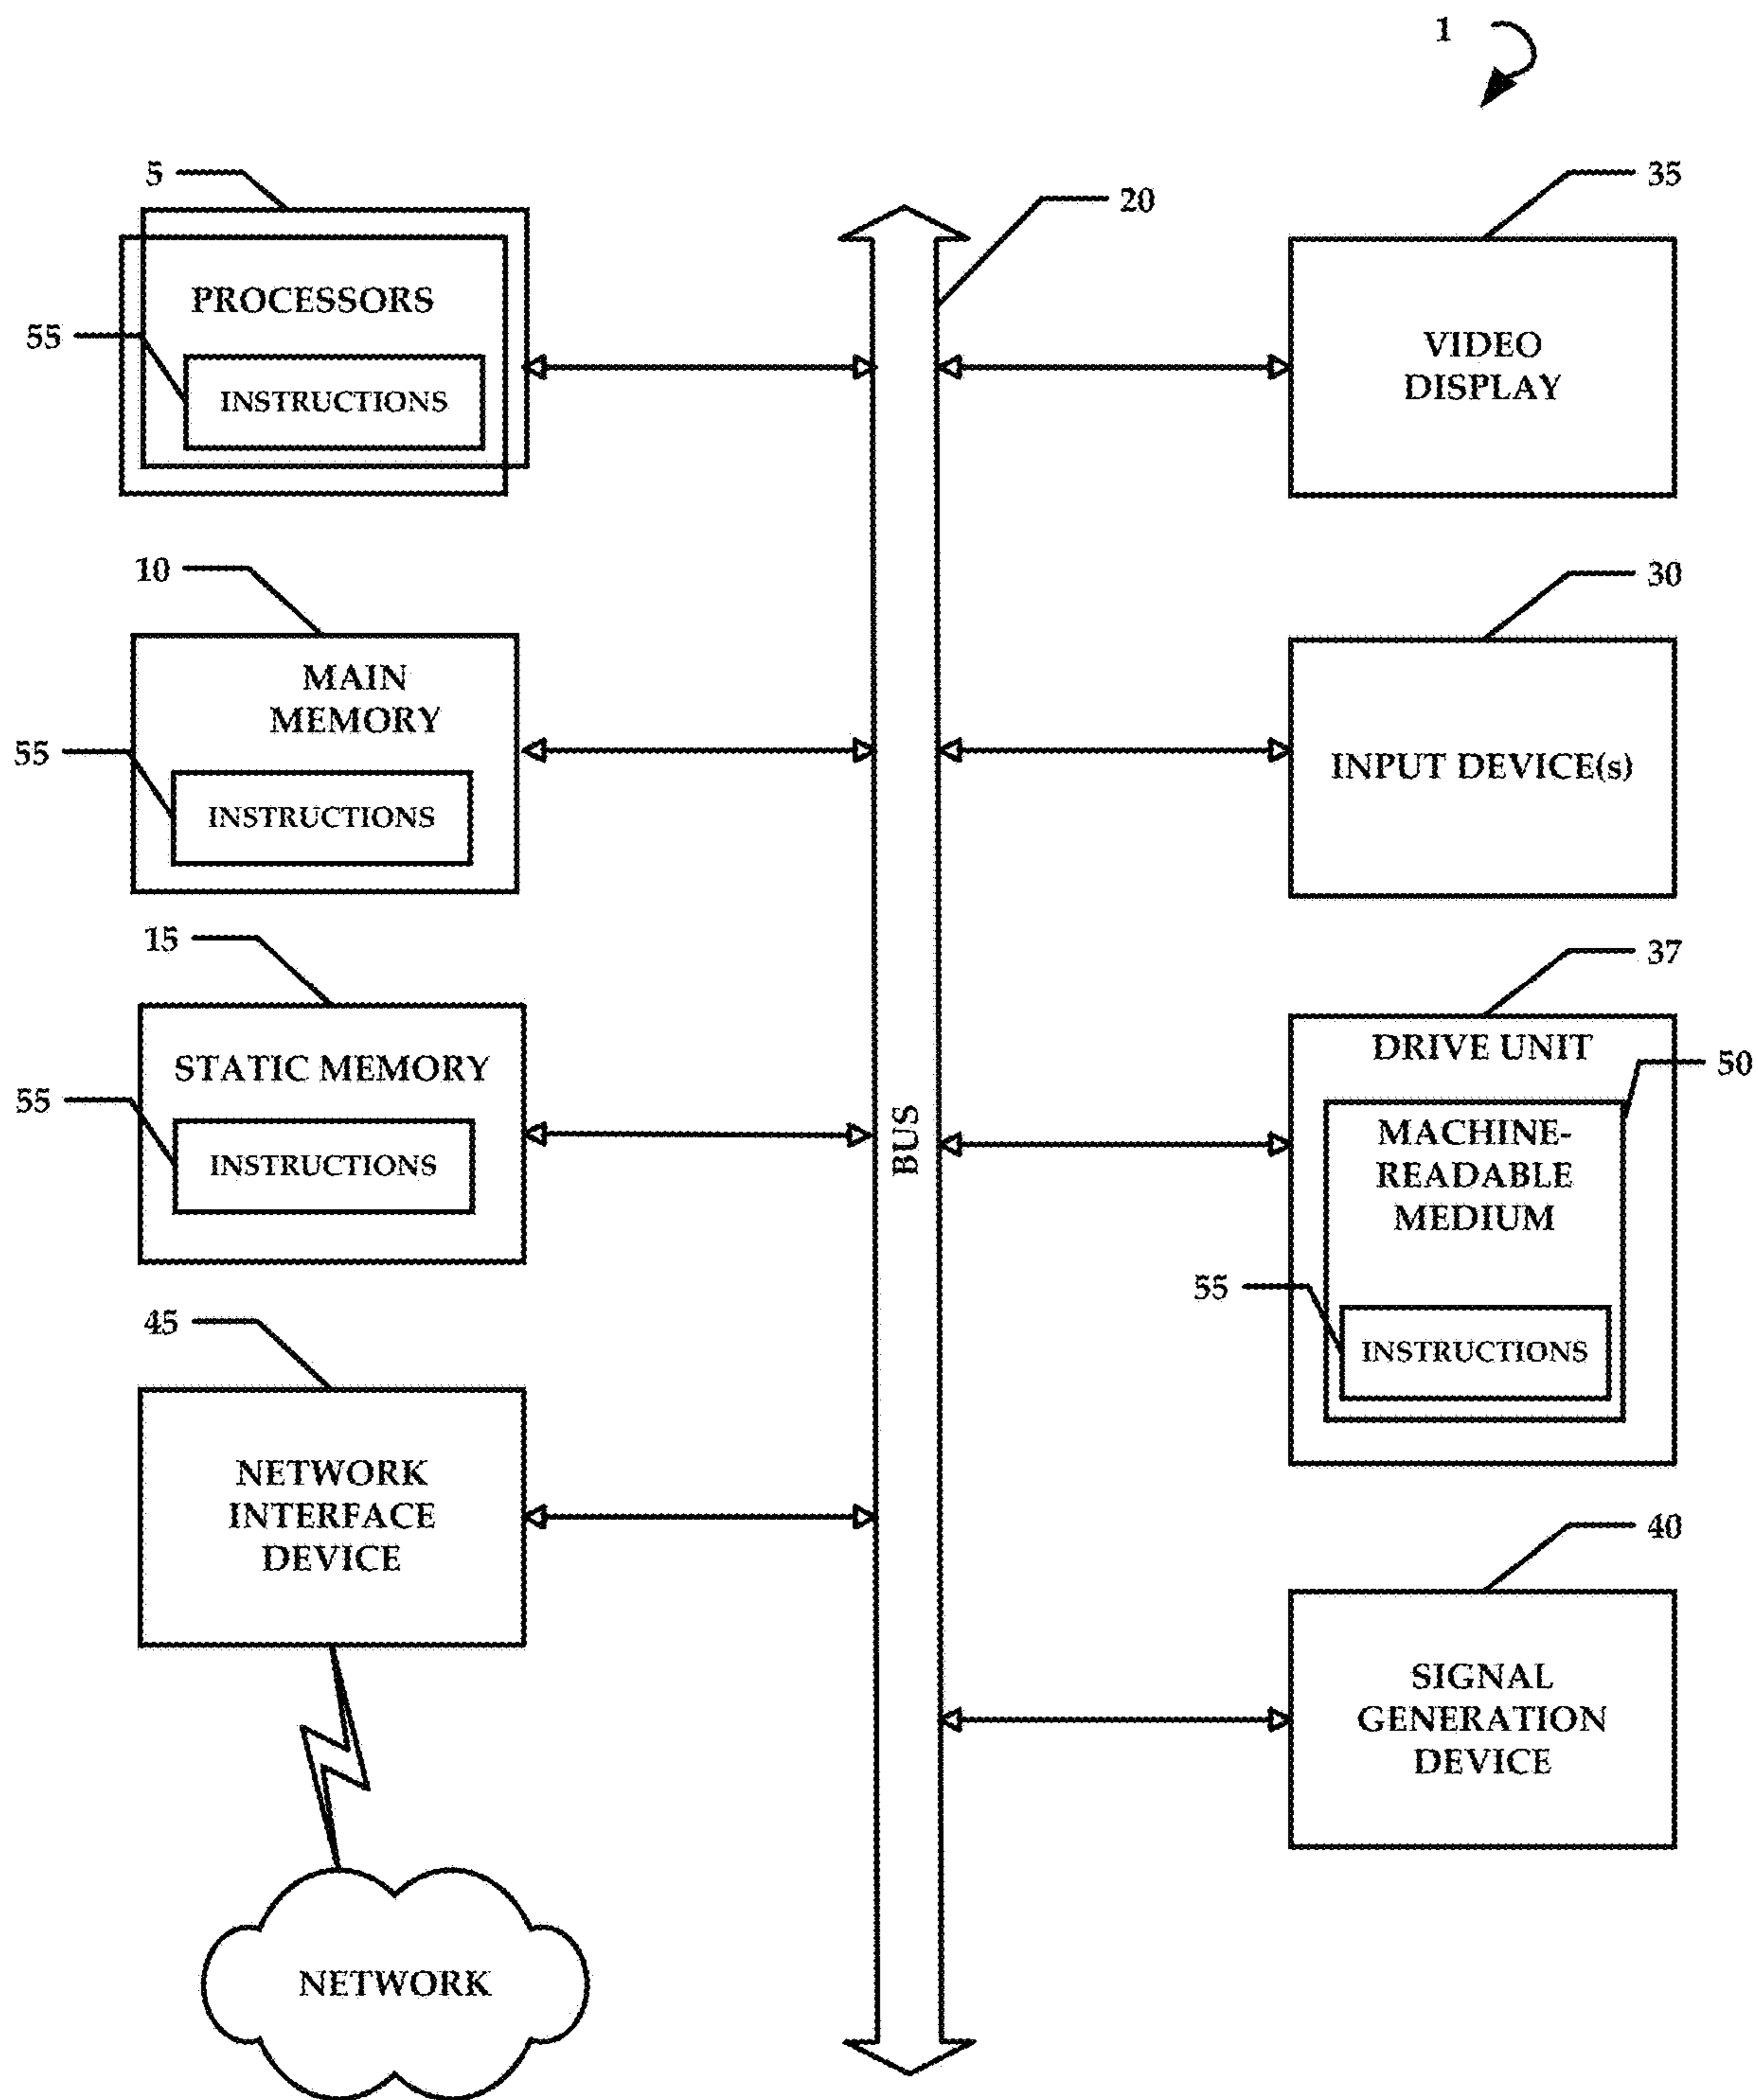 1
5
PROCESSORS
55
INSTRUCTIONS
10
MAIN
MEMORY
55
INSTRUCTIONS
15
STATIC MEMORY
55
INSTRUCTIONS
45
NETWORK
INTERFACE
DEVICE
NETWORK
20
BUS
35
VIDEO
DISPLAY
30
INPUT DEVICE(s)
37
DRIVE UNIT
50
MACHINE-
READABLE
MEDIUM
55
INSTRUCTIONS
40
SIGNAL
GENERATION
DEVICE